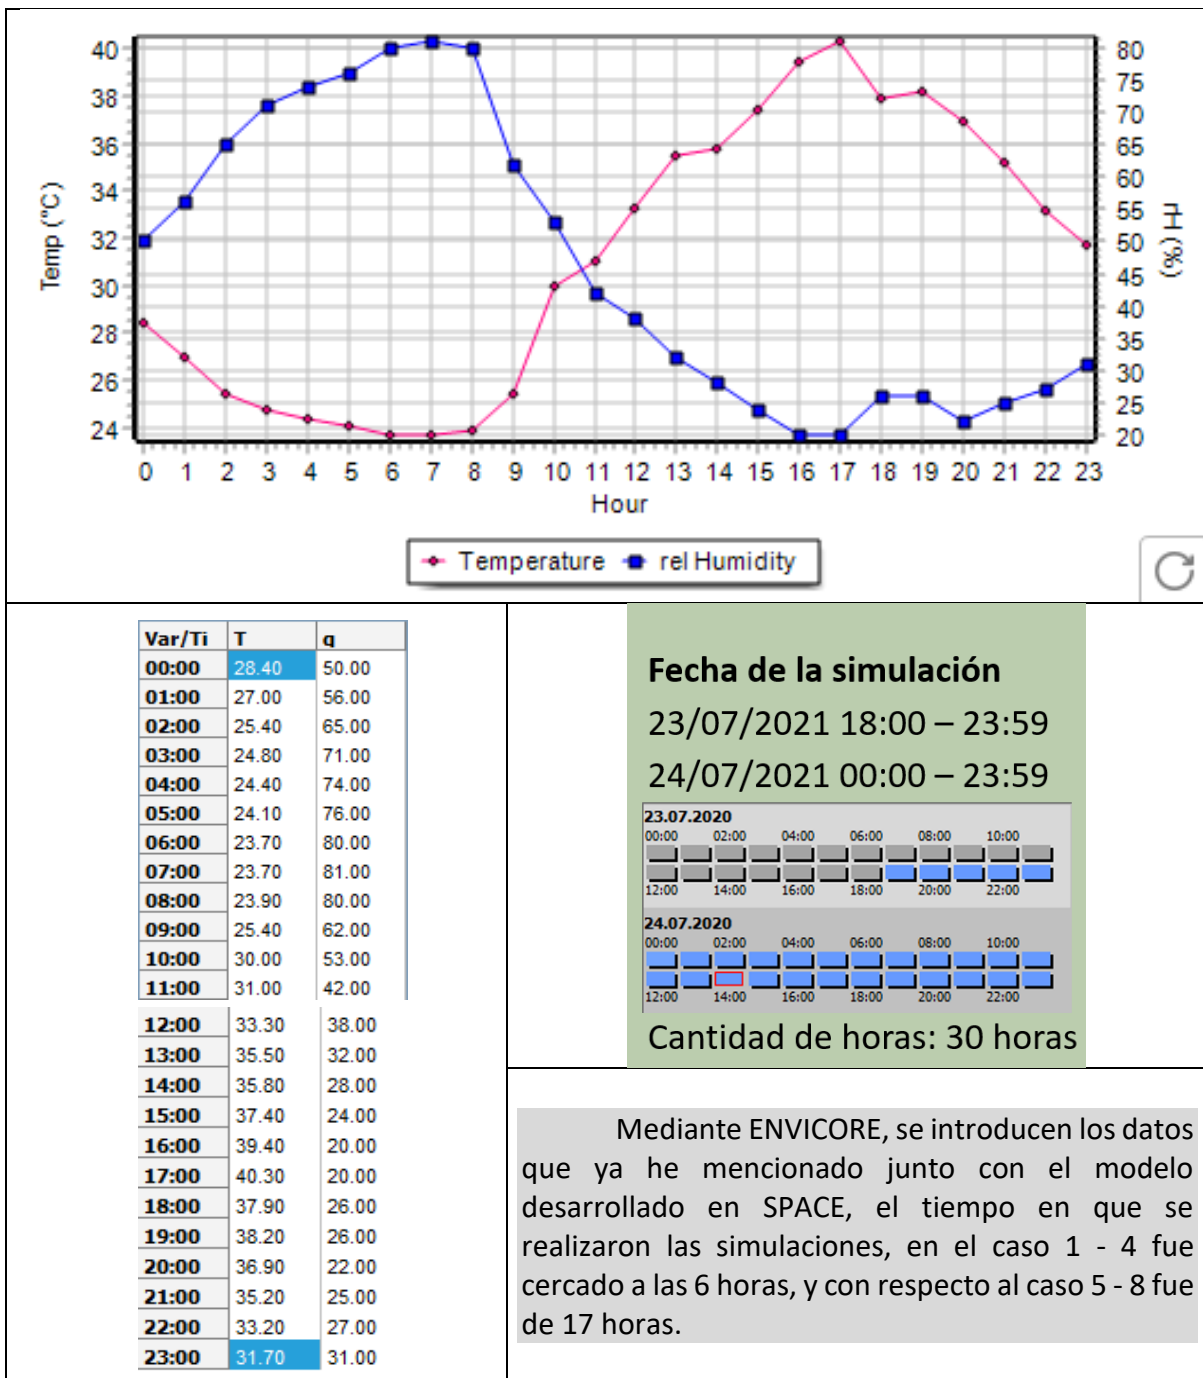 40
38
36
34
32
30
28
26
24
Temp (°C)
80
75
70
65
60
55
50
45
40
35
30
25
20
rH (%)
0 1 2 3 4 5 6 7 8 9 10 11 12 13 14 15 16 17 18 19 20 21 22 23
Hour
Temperature rel Humidity
Var/Ti T q
00:00 28.40 50.00
01:00 27.00 56.00
02:00 25.40 65.00
03:00 24.80 71.00
04:00 24.40 74.00
05:00 24.10 76.00
06:00 23.70 80.00
07:00 23.70 81.00
08:00 23.90 80.00
09:00 25.40 62.00
10:00 30.00 53.00
11:00 31.00 42.00
12:00 33.30 38.00
13:00 35.50 32.00
14:00 35.80 28.00
15:00 37.40 24.00
16:00 39.40 20.00
17:00 40.30 20.00
18:00 37.90 26.00
19:00 38.20 26.00
20:00 36.90 22.00
21:00 35.20 25.00
22:00 33.20 27.00
23:00 31.70 31.00
Fecha de la simulación
23/07/2021 18:00 – 23:59
24/07/2021 00:00 – 23:59
23.07.2020
00:00 02:00 04:00 06:00 08:00 10:00
12:00 14:00 16:00 18:00 20:00 22:00
24.07.2020
00:00 02:00 04:00 06:00 08:00 10:00
12:00 14:00 16:00 18:00 20:00 22:00
Cantidad de horas: 30 horas
Mediante ENVICORE, se introducen los datos
que ya he mencionado junto con el modelo
desarrollado en SPACE, el tiempo en que se
realizaron las simulaciones, en el caso 1 - 4 fue
cercado a las 6 horas, y con respecto al caso 5 - 8 fue
de 17 horas.